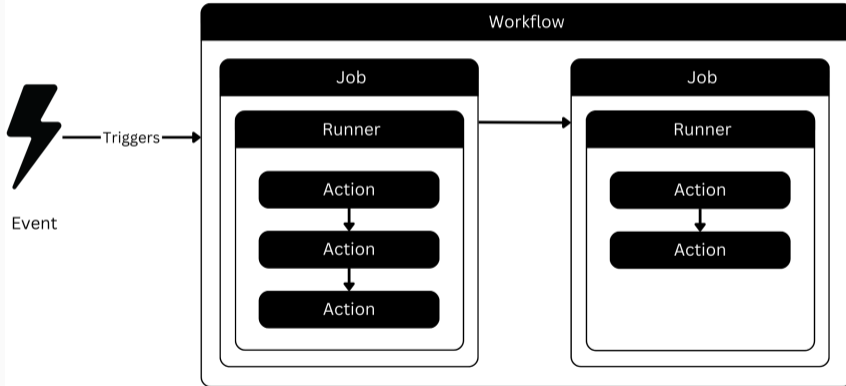 Workflow
Job
Runner
Action
Action
Action
Job
Runner
Action
Action
Triggers
Event